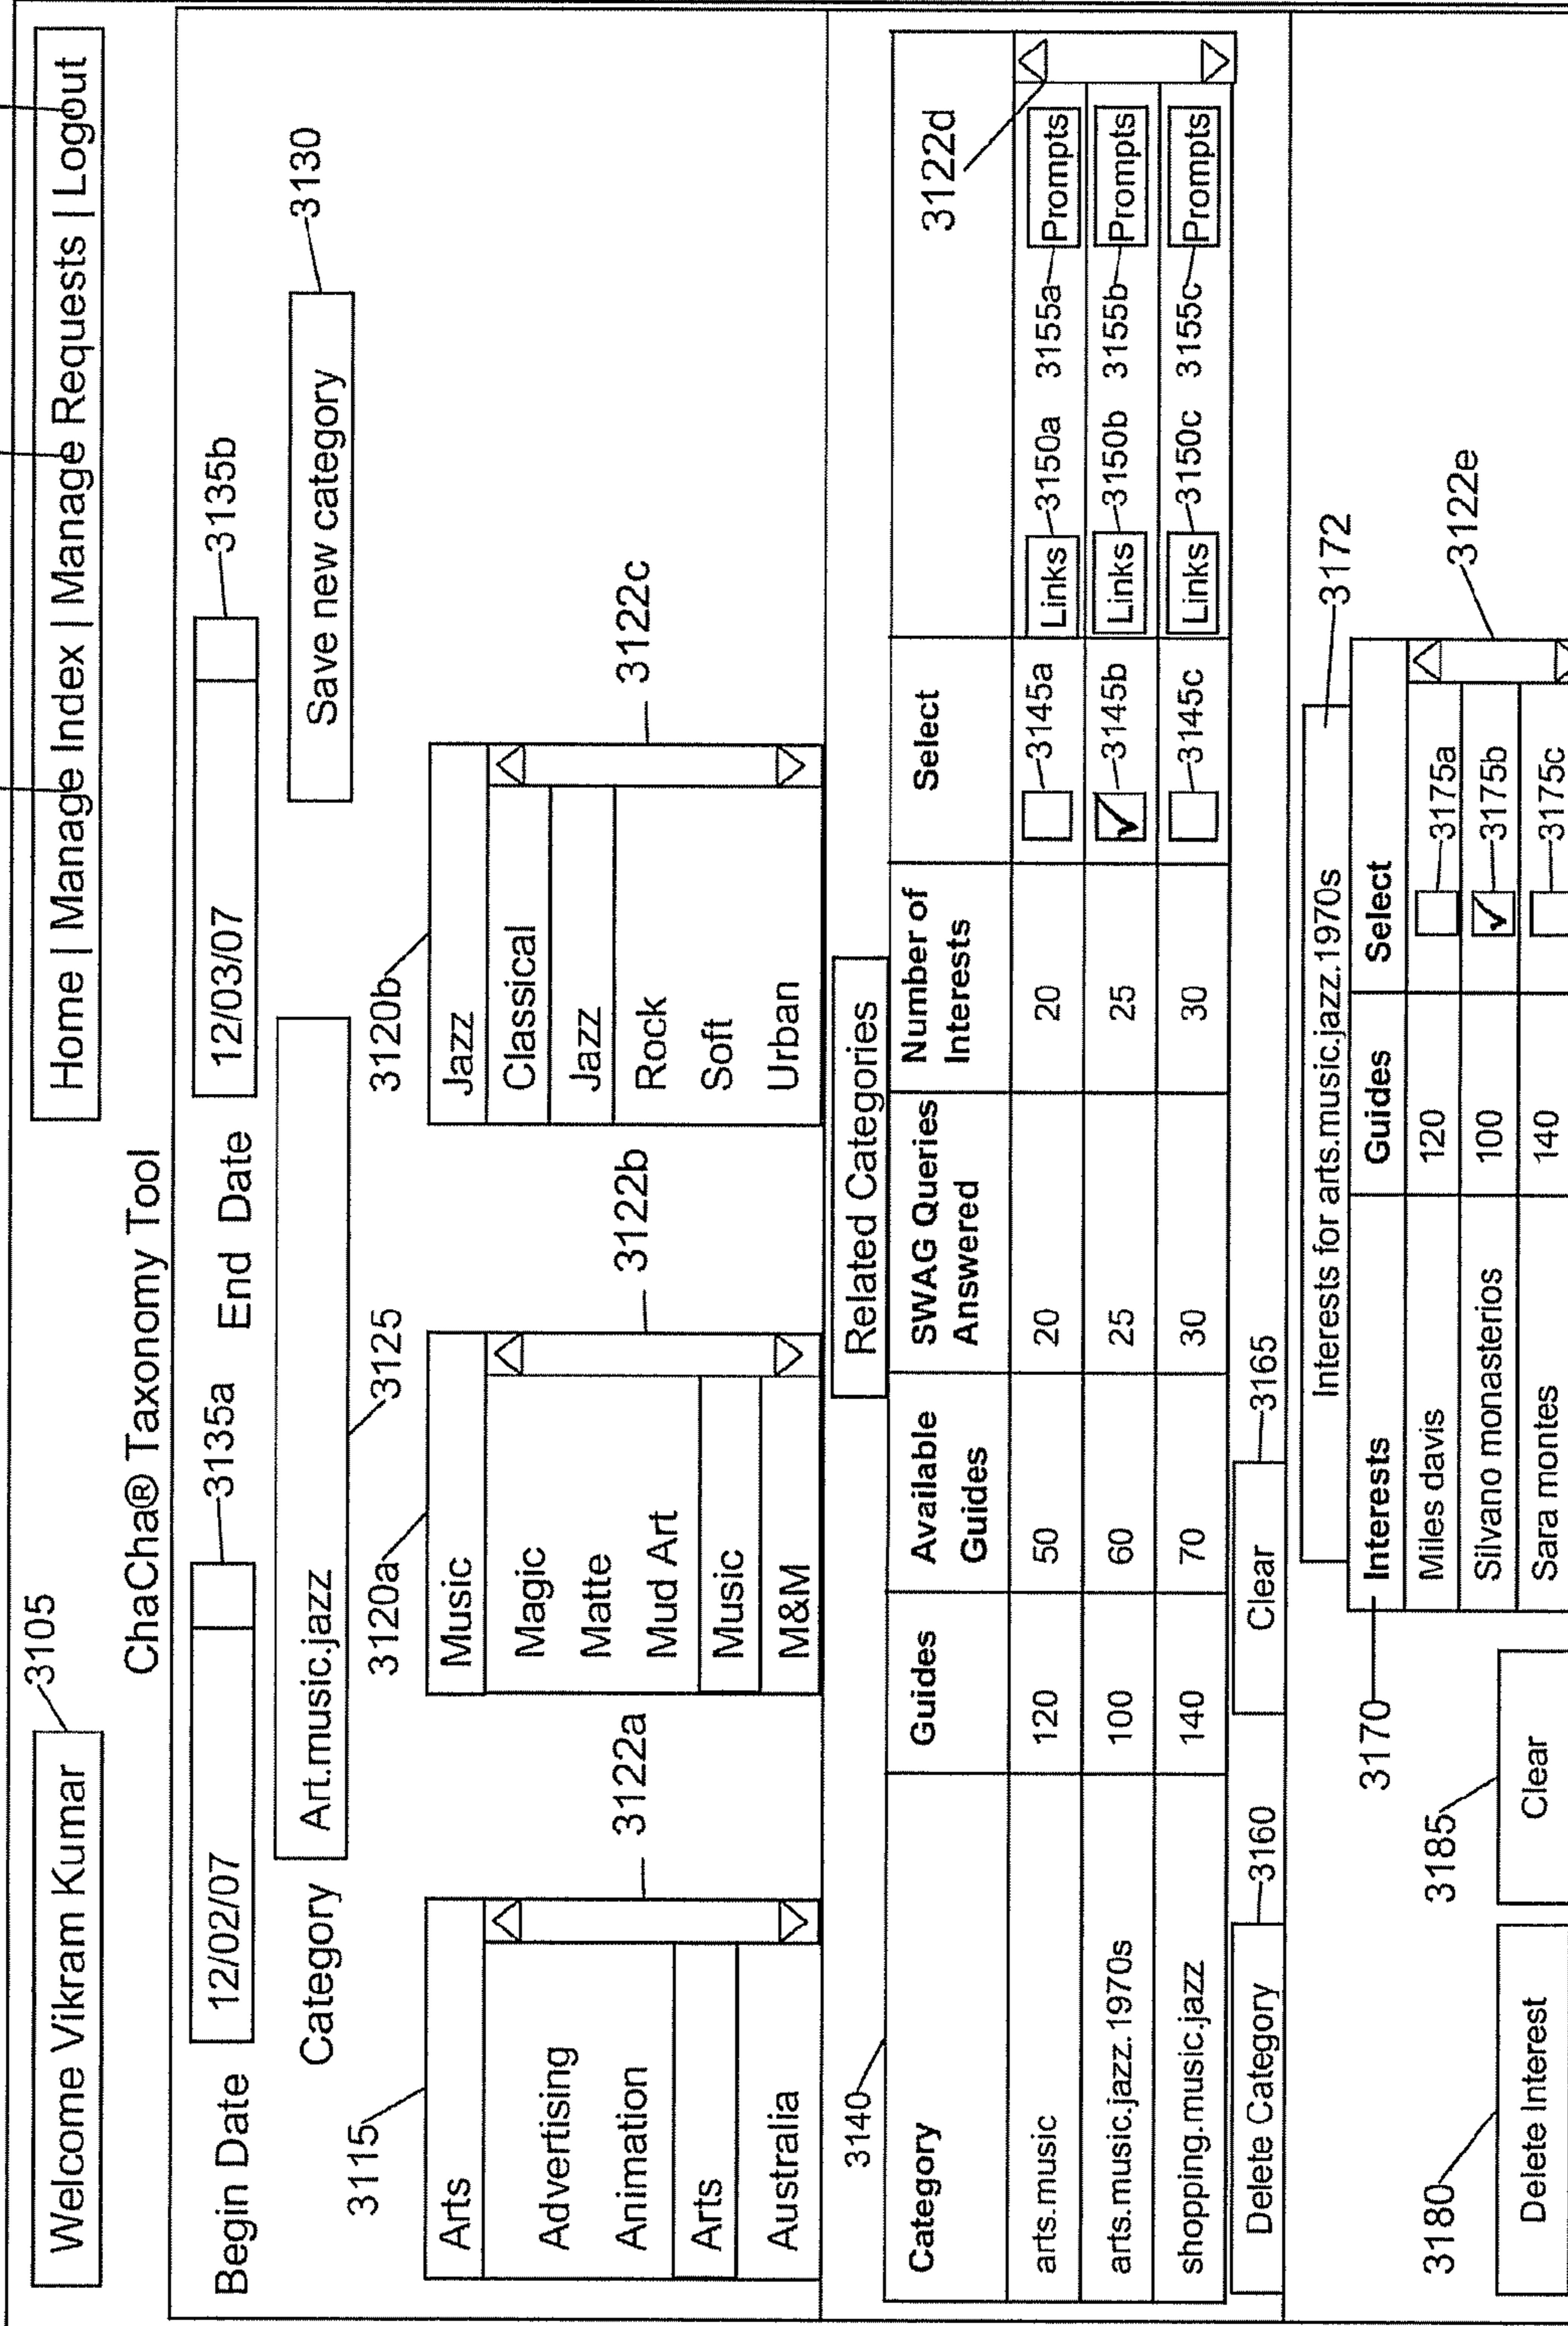 Welcome Vikram Kumar 3105 Home | Manage Index | Manage Requests | Logout
ChaCha® Taxonomy Tool
Begin Date 12/02/07 3135a End Date 12/03/07 3135b
Category Art.music.jazz Save new category 3130
3125
3115 3120a 3120b
Arts Music Jazz
Advertising Magic Classical
Animation Matte Jazz
Arts Mud Art Rock
Australia Music Soft
M&M Urban
3122a 3122b 3122c
3140 Related Categories
Category Guides Available Guides SWAG Queries Answered Number of Interests Select 3122d
arts.music 120 50 20 20 3145a Links 3150a 3155a Prompts
arts.music.jazz.1970s 100 60 25 25 3145b Links 3150b 3155b Prompts
shopping.music.jazz 140 70 30 30 3145c Links 3150c 3155c Prompts
Delete Category 3160 Clear 3165
Interests for arts.music.jazz.1970s 3172
3170 Interests Guides Select
Miles davis 120 3175a
Silvano monasterios 100 3175b 3122e
Sara montes 140 3175c
3180 3185
Delete Interest Clear